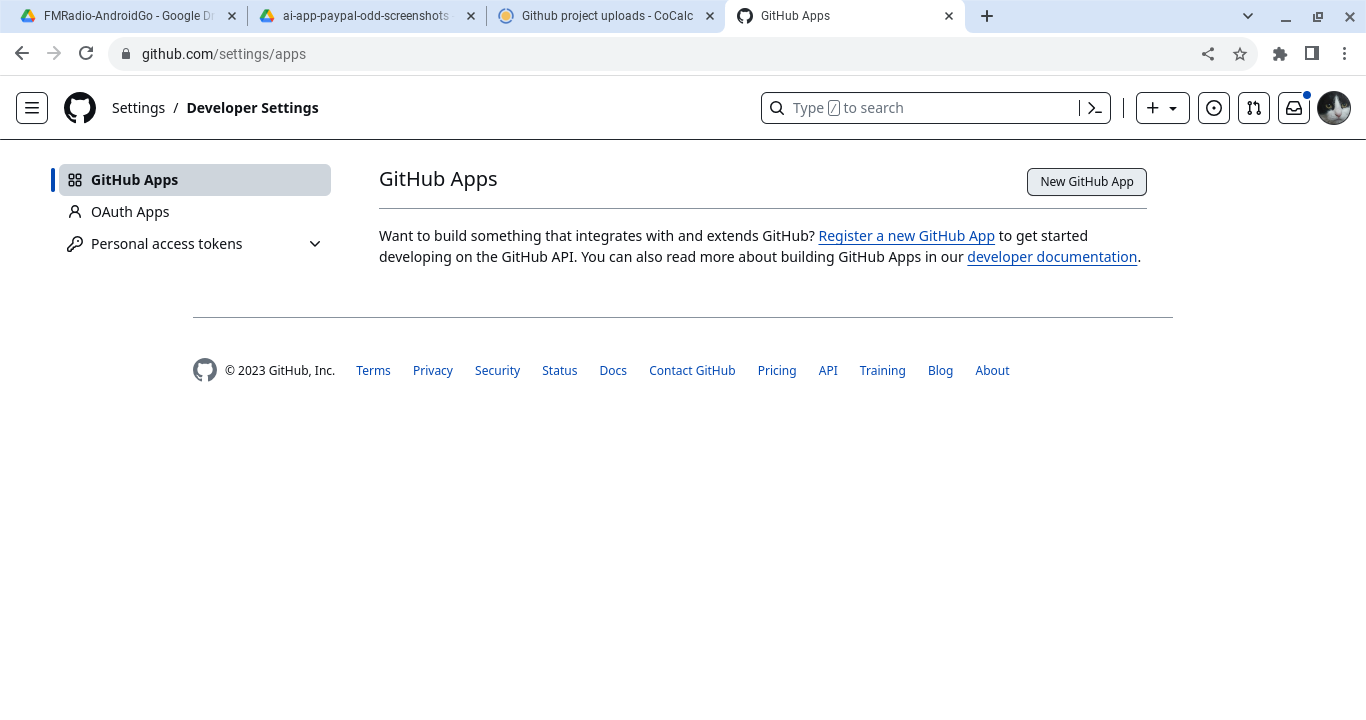 FMRadio-AndroidGo - Google Dr
ai-app-paypal-odd-screenshots
Github project uploads - CoCalc
GitHub Apps
github.com/settings/apps
Settings / Developer Settings
Type / to search
GitHub Apps
OAuth Apps
Personal access tokens
GitHub Apps
New GitHub App
Want to build something that integrates with and extends GitHub? Register a new GitHub App to get started
developing on the GitHub API. You can also read more about building GitHub Apps in our developer documentation.
© 2023 GitHub, Inc. Terms Privacy Security Status Docs Contact GitHub Pricing API Training Blog About